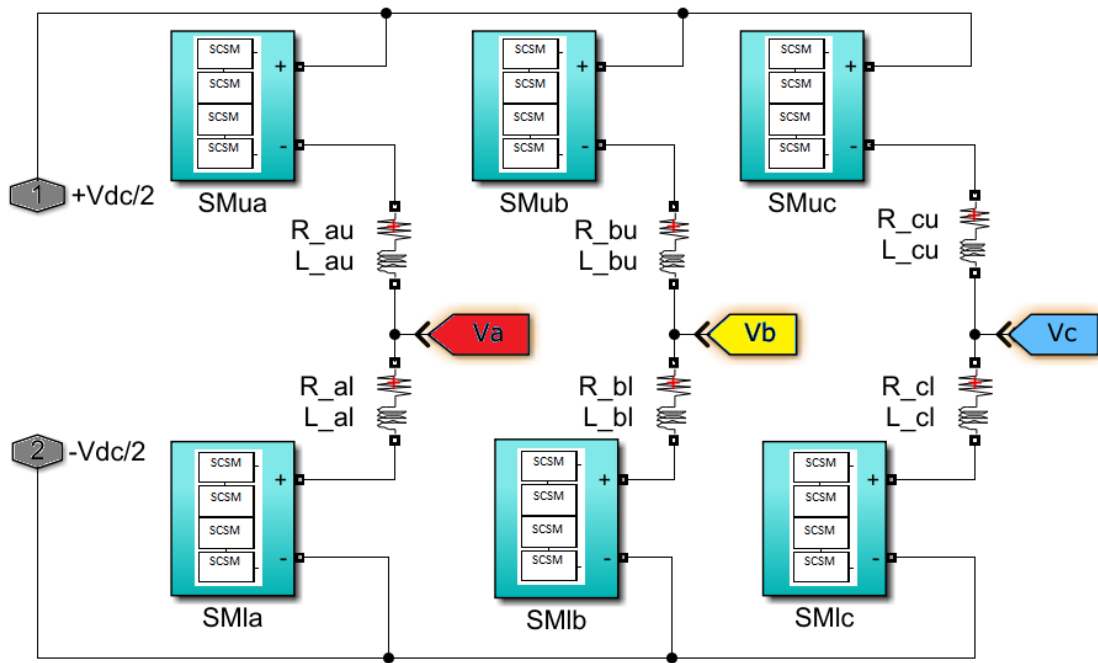 SCSM
SCSM
SCSM
SCSM
+
-
SMua
SCSM
SCSM
SCSM
SCSM
+
-
SMub
SCSM
SCSM
SCSM
SCSM
+
-
SMuc
1
+Vdc/2
R_au
L_au
R_bu
L_bu
R_cu
L_cu
Va
Vb
Vc
R_al
L_al
R_bl
L_bl
R_cl
L_cl
2
-Vdc/2
SCSM
SCSM
SCSM
SCSM
+
-
SMla
SCSM
SCSM
SCSM
SCSM
+
-
SMlb
SCSM
SCSM
SCSM
SCSM
+
-
SMlc